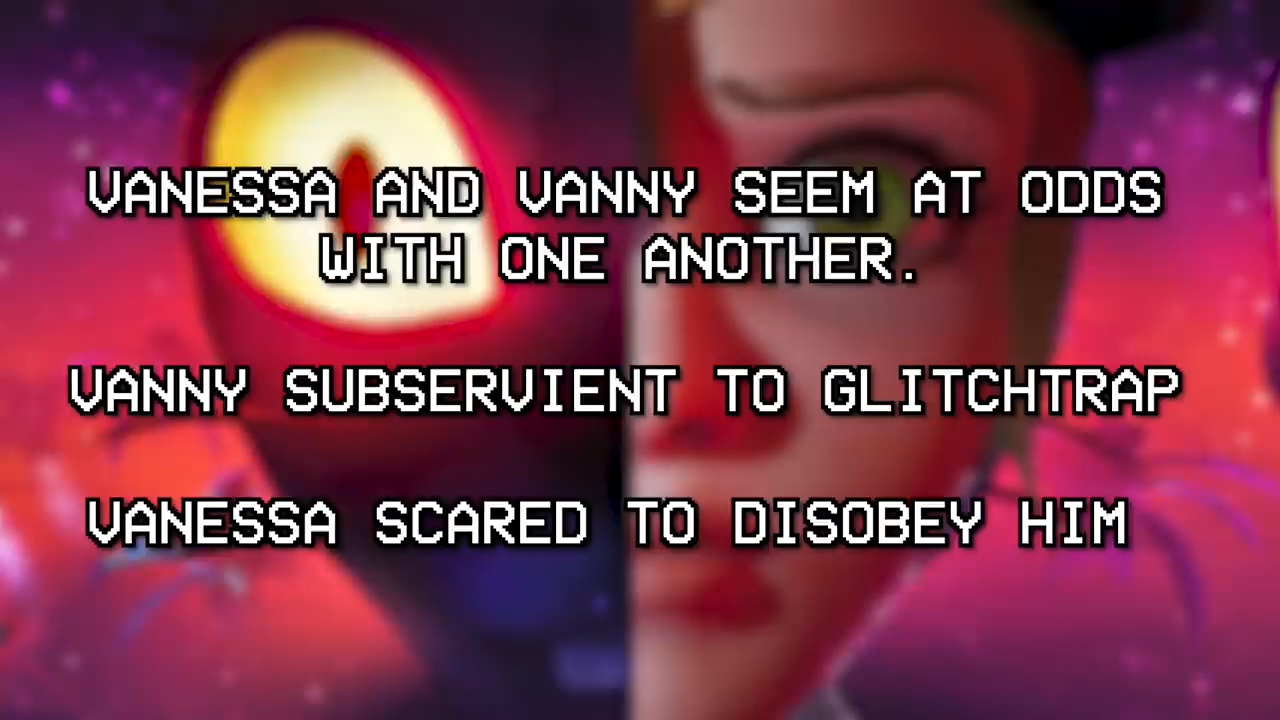 VANESSA AND VANNY SEEM AT ODDS
WITH ONE ANOTHER.
VANNY SUBSERVIENT TO GLITCHTRAP
VANESSA SCARED TO DISOBEY HIM